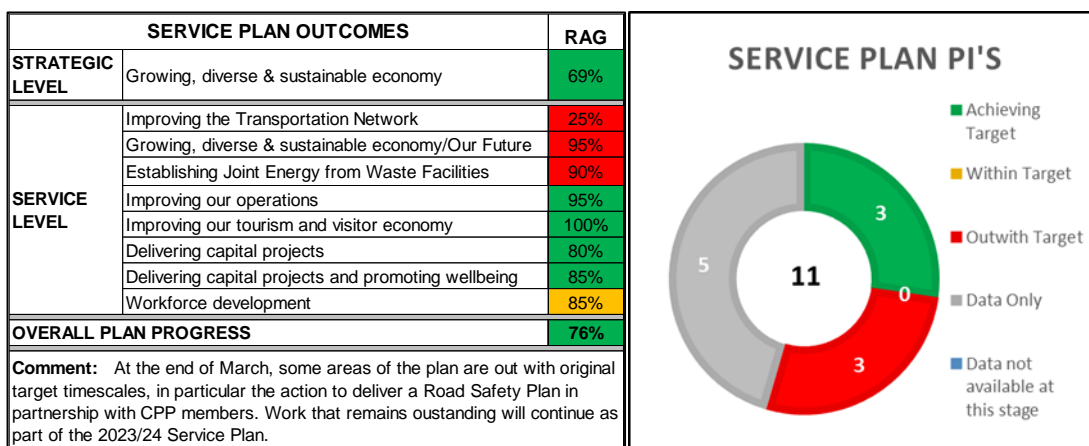 SERVICE PLAN OUTCOMES RAG
STRATEGIC
LEVEL
Growing, diverse & sustainable economy 69%
SERVICE
LEVEL
Improving the Transportation Network 25%
Growing, diverse & sustainable economy/Our Future 95%
Establishing Joint Energy from Waste Facilities 90%
Improving our operations 95%
Improving our tourism and visitor economy 100%
Delivering capital projects 80%
Delivering capital projects and promoting wellbeing 85%
Workforce development 85%
OVERALL PLAN PROGRESS 76%
Comment: At the end of March, some areas of the plan are out with original
target timescales, in particular the action to deliver a Road Safety Plan in
partnership with CPP members. Work that remains oustanding will continue as
part of the 2023/24 Service Plan.
SERVICE PLAN PI'S
3
0
3
5
11
Achieving
Target
Within Target
Outwith Target
Data Only
Data not
available at
this stage